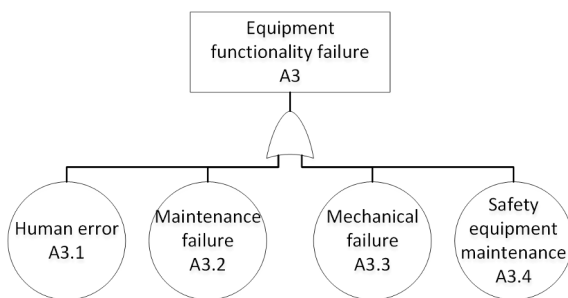 Equipment
functionality failure
A3
Human error
A3.1
Maintenance
failure
A3.2
Mechanical
failure
A3.3
Safety
equipment
maintenance
A3.4